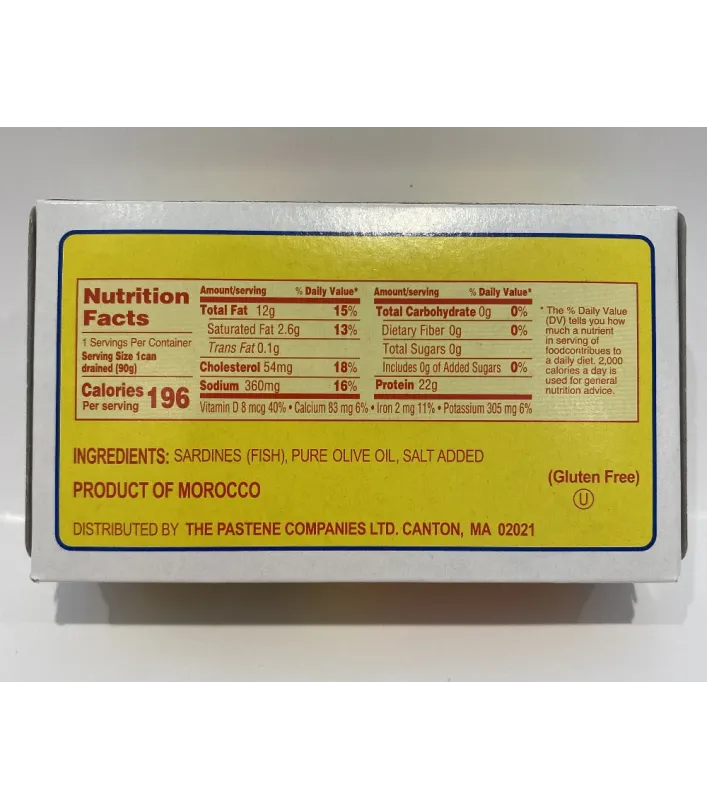 Nutrition
Facts
1 Servings Per Container
Serving Size 1can
drained (90g)
Calories 196
Per serving
Amount/serving % Daily Value*
Total Fat 12g 15%
Saturated Fat 2.6g 13%
Trans Fat 0.1g
Cholesterol 54mg 18%
Sodium 360mg 16%
Amount/serving % Daily Value*
Total Carbohydrate 0g 0%
Dietary Fiber 0g 0%
Total Sugars 0g
Includes 0g of Added Sugars 0%
Protein 22g
Vitamin D 8 mcg 40% • Calcium 83 mg 6% • Iron 2 mg 11% • Potassium 305 mg 6%
* The % Daily Value
(DV) tells you how
much a nutrient
in serving of
foodcontribues to
a daily diet. 2,000
calories a day is
used for general
nutrition advice.
INGREDIENTS: SARDINES (FISH), PURE OLIVE OIL, SALT ADDED
(Gluten Free)
PRODUCT OF MOROCCO
U
DISTRIBUTED BY THE PASTENE COMPANIES LTD. CANTON, MA 02021